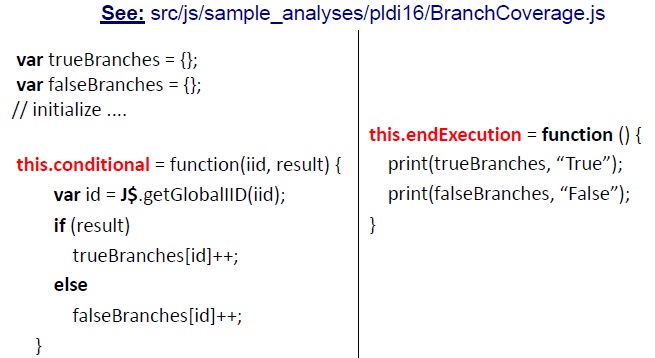 See: src/js/sample_analyses/pldi16/BranchCoverage.js
var trueBranches = {};
var falseBranches = {};
// initialize ....
this.conditional = function(iid, result) {
var id = J$.getGlobalIID(iid);
if (result)
trueBranches[id]++;
else
falseBranches[id]++;
}
this.endExecution = function () {
print(trueBranches, “True”);
print(falseBranches, “False”);
}